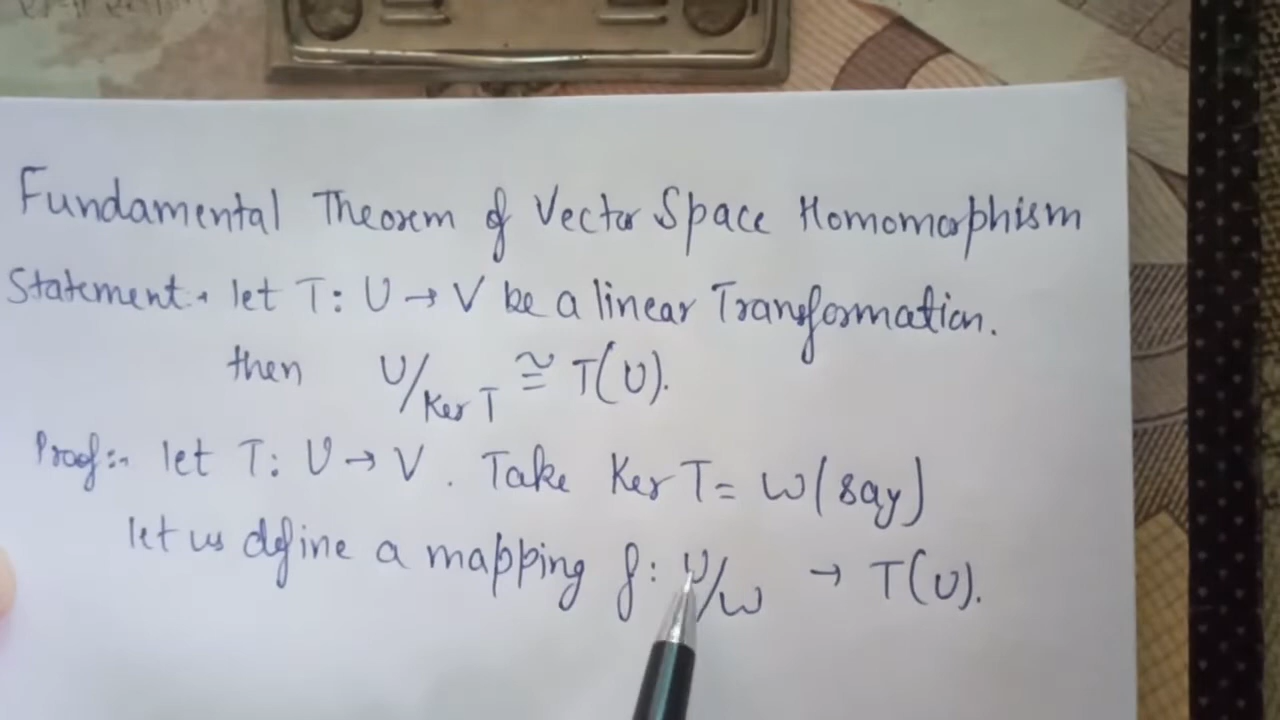 Fundamental Theorem of Vector Space Homomorphism
Statement. let T: U → V be a linear Transformation.
then U/Ker T ≅ T(U).
Proof:- let T: U → V. Take Ker T = W (say)
let us define a mapping f: U/W → T(U).